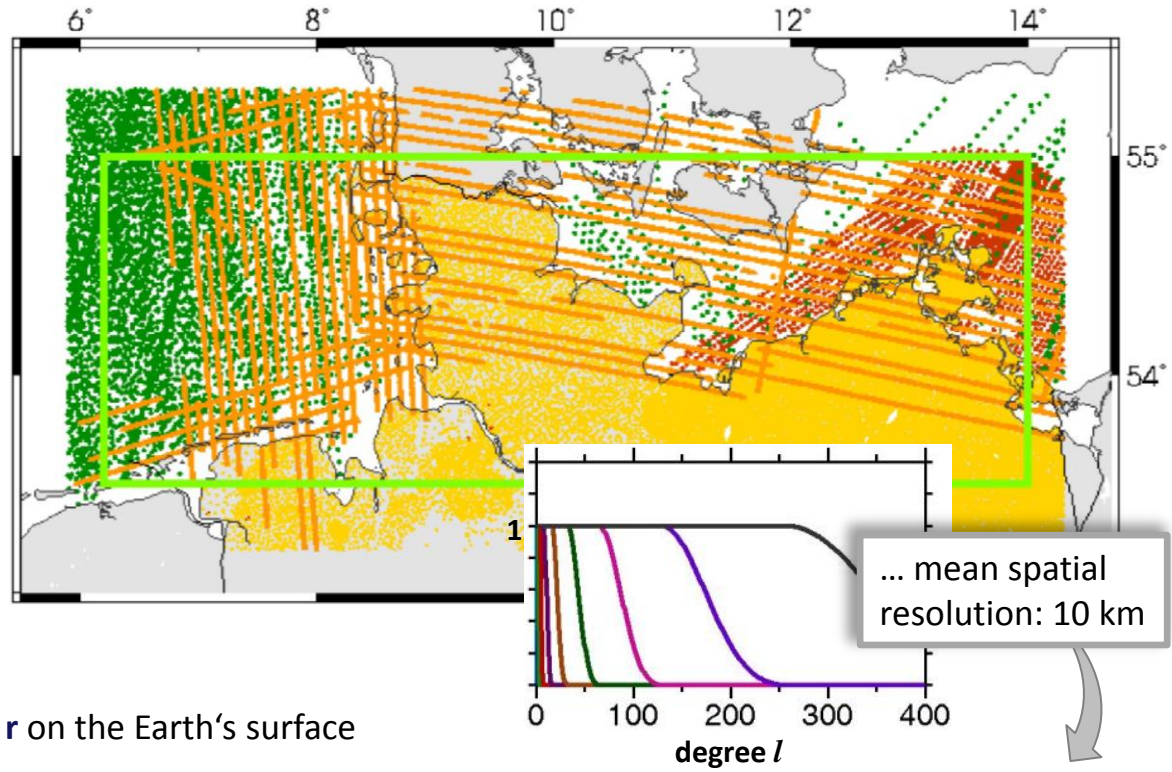 6° 8° 10° 12° 14°
55°
54°
1
... mean spatial
resolution: 10 km
0 100 200 300 400
degree l
r on the Earth‘s surface